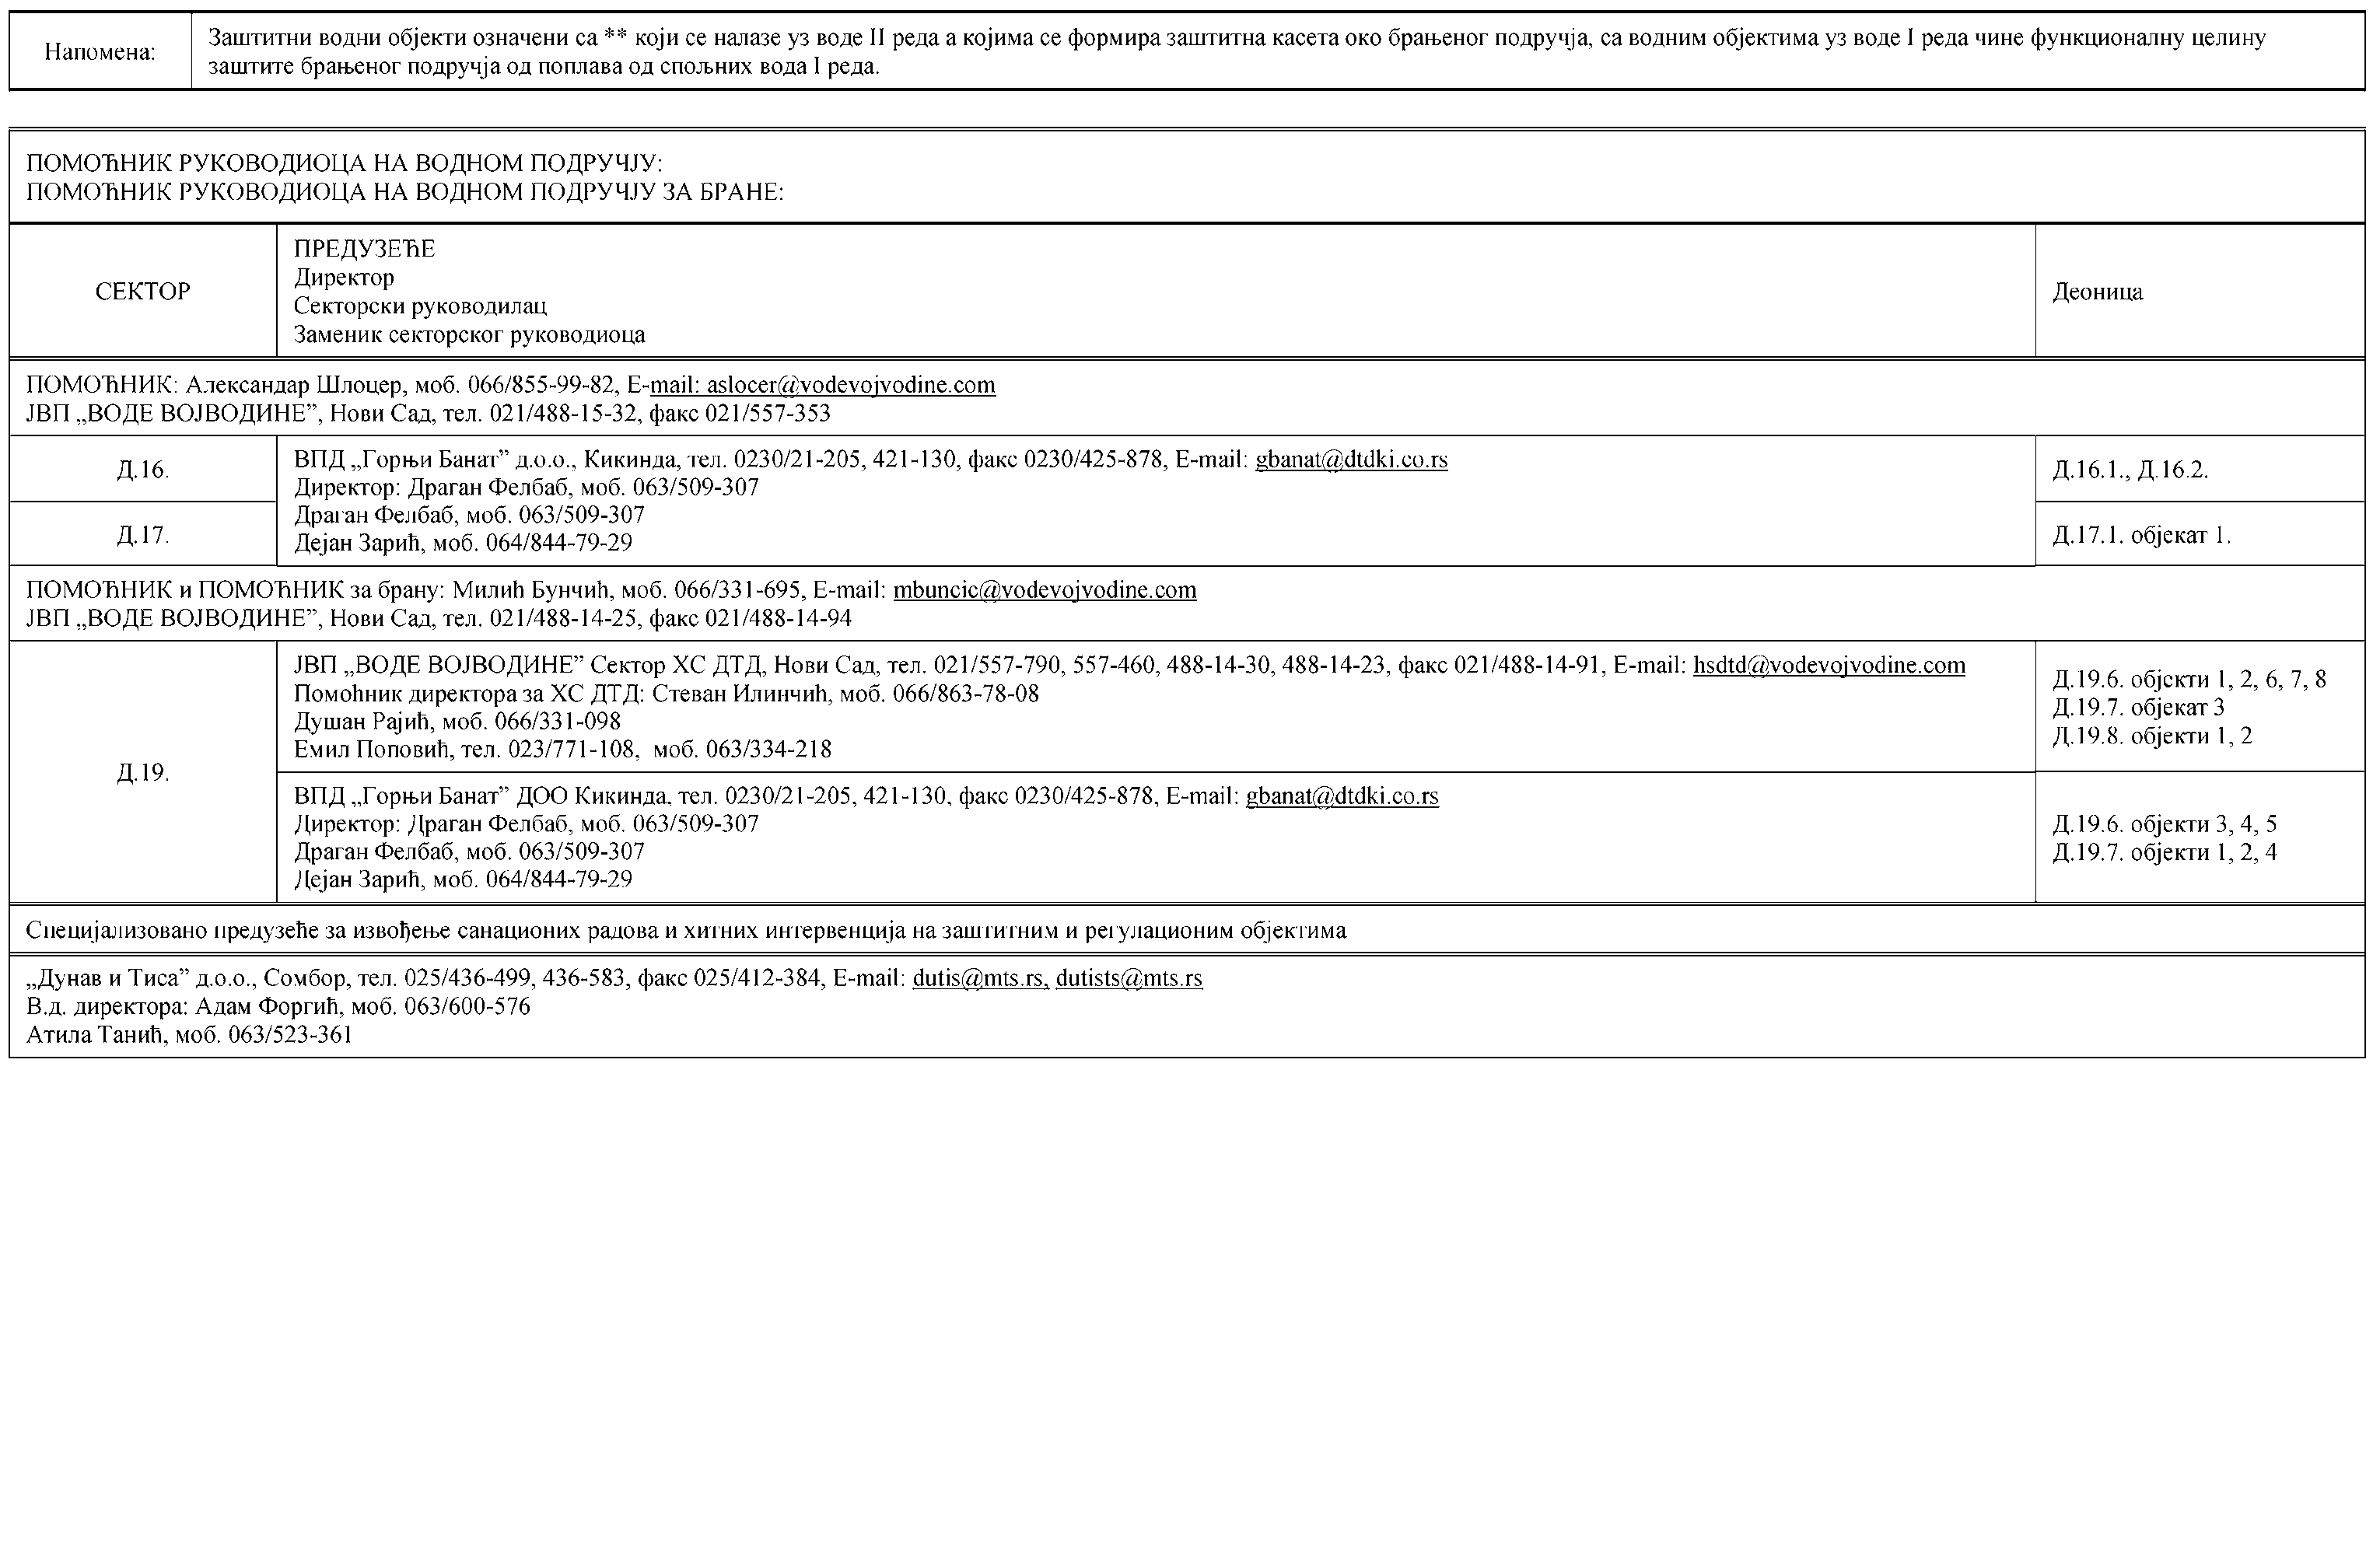 Напомена:
Заштитни водни објекти означени са ** који се налазе уз воде II реда а којима се формира заштитна касета око брањеног подручја, са водним објектима уз воде I реда чине функционалну целину
заштите брањеног подручја од поплава од спољних вода I реда.
ПОМОЋНИК РУКОВОДИОЦА НА ВОДНОМ ПОДРУЧЈУ:
ПОМОЋНИК РУКОВОДИОЦА НА ВОДНОМ ПОДРУЧЈУ ЗА БРАНЕ:
СЕКТОР
ПРЕДУЗЕЋЕ
Директор
Секторски руководилац
Заменик секторског руководиоца
Деоница
ПОМОЋНИК: Александар Шлоцер, моб. 066/855-99-82, E-mail: aslocer@vodevojvodine.com
ЈВП „ВОДЕ ВОЈВОДИНЕ”, Нови Сад, тел. 021/488-15-32, факс 021/557-353
Д.16.
Д.17.
ВПД „Горњи Банат” д.о.о., Кикинда, тел. 0230/21-205, 421-130, факс 0230/425-878, E-mail: gbanat@dtdki.co.rs
Директор: Драган Фелбаб, моб. 063/509-307
Драган Фелбаб, моб. 063/509-307
Дејан Зарић, моб. 064/844-79-29
Д.16.1., Д.16.2.
Д.17.1. објекат 1.
ПОМОЋНИК и ПОМОЋНИК за брану: Милић Бунчић, моб. 066/331-695, E-mail: mbuncic@vodevojvodine.com
ЈВП „ВОДЕ ВОЈВОДИНЕ”, Нови Сад, тел. 021/488-14-25, факс 021/488-14-94
Д.19.
ЈВП „ВОДЕ ВОЈВОДИНЕ” Сектор ХС ДТД, Нови Сад, тел. 021/557-790, 557-460, 488-14-30, 488-14-23, факс 021/488-14-91, E-mail: hsdtd@vodevojvodine.com
Помоћник директора за ХС ДТД: Стеван Илинчић, моб. 066/863-78-08
Душан Рајић, моб. 066/331-098
Емил Поповић, тел. 023/771-108, моб. 063/334-218
Д.19.6. објекти 1, 2, 6, 7, 8
Д.19.7. објекат 3
Д.19.8. објекти 1, 2
ВПД „Горњи Банат” ДОО Кикинда, тел. 0230/21-205, 421-130, факс 0230/425-878, E-mail: gbanat@dtdki.co.rs
Директор: Драган Фелбаб, моб. 063/509-307
Драган Фелбаб, моб. 063/509-307
Дејан Зарић, моб. 064/844-79-29
Д.19.6. објекти 3, 4, 5
Д.19.7. објекти 1, 2, 4
Специјализовано предузеће за извођење санационих радова и хитних интервенција на заштитним и регулационим објектима
„Дунав и Тиса” д.о.о., Сомбор, тел. 025/436-499, 436-583, факс 025/412-384, E-mail: dutis@mts.rs, dutists@mts.rs
В.д. директора: Адам Форгић, моб. 063/600-576
Атила Танић, моб. 063/523-361